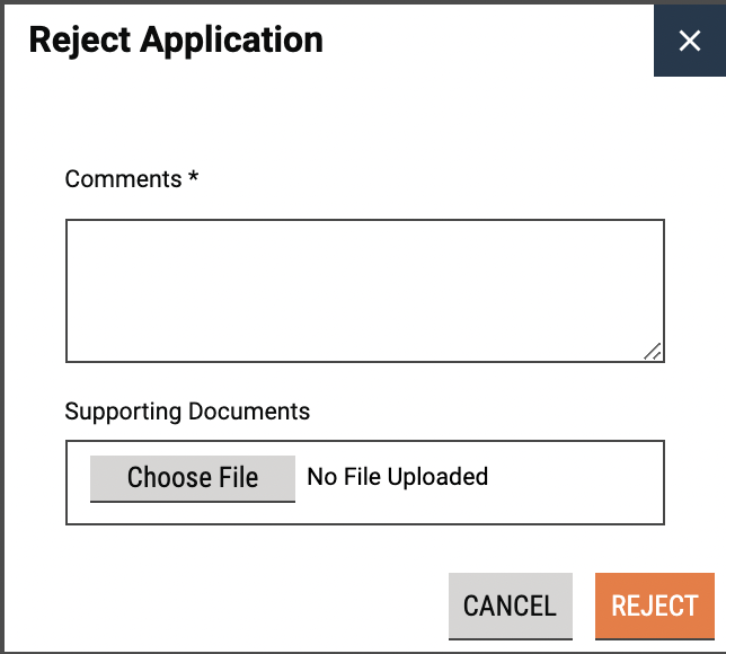 Reject Application
Comments *
Supporting Documents
Choose File No File Uploaded
CANCEL REJECT